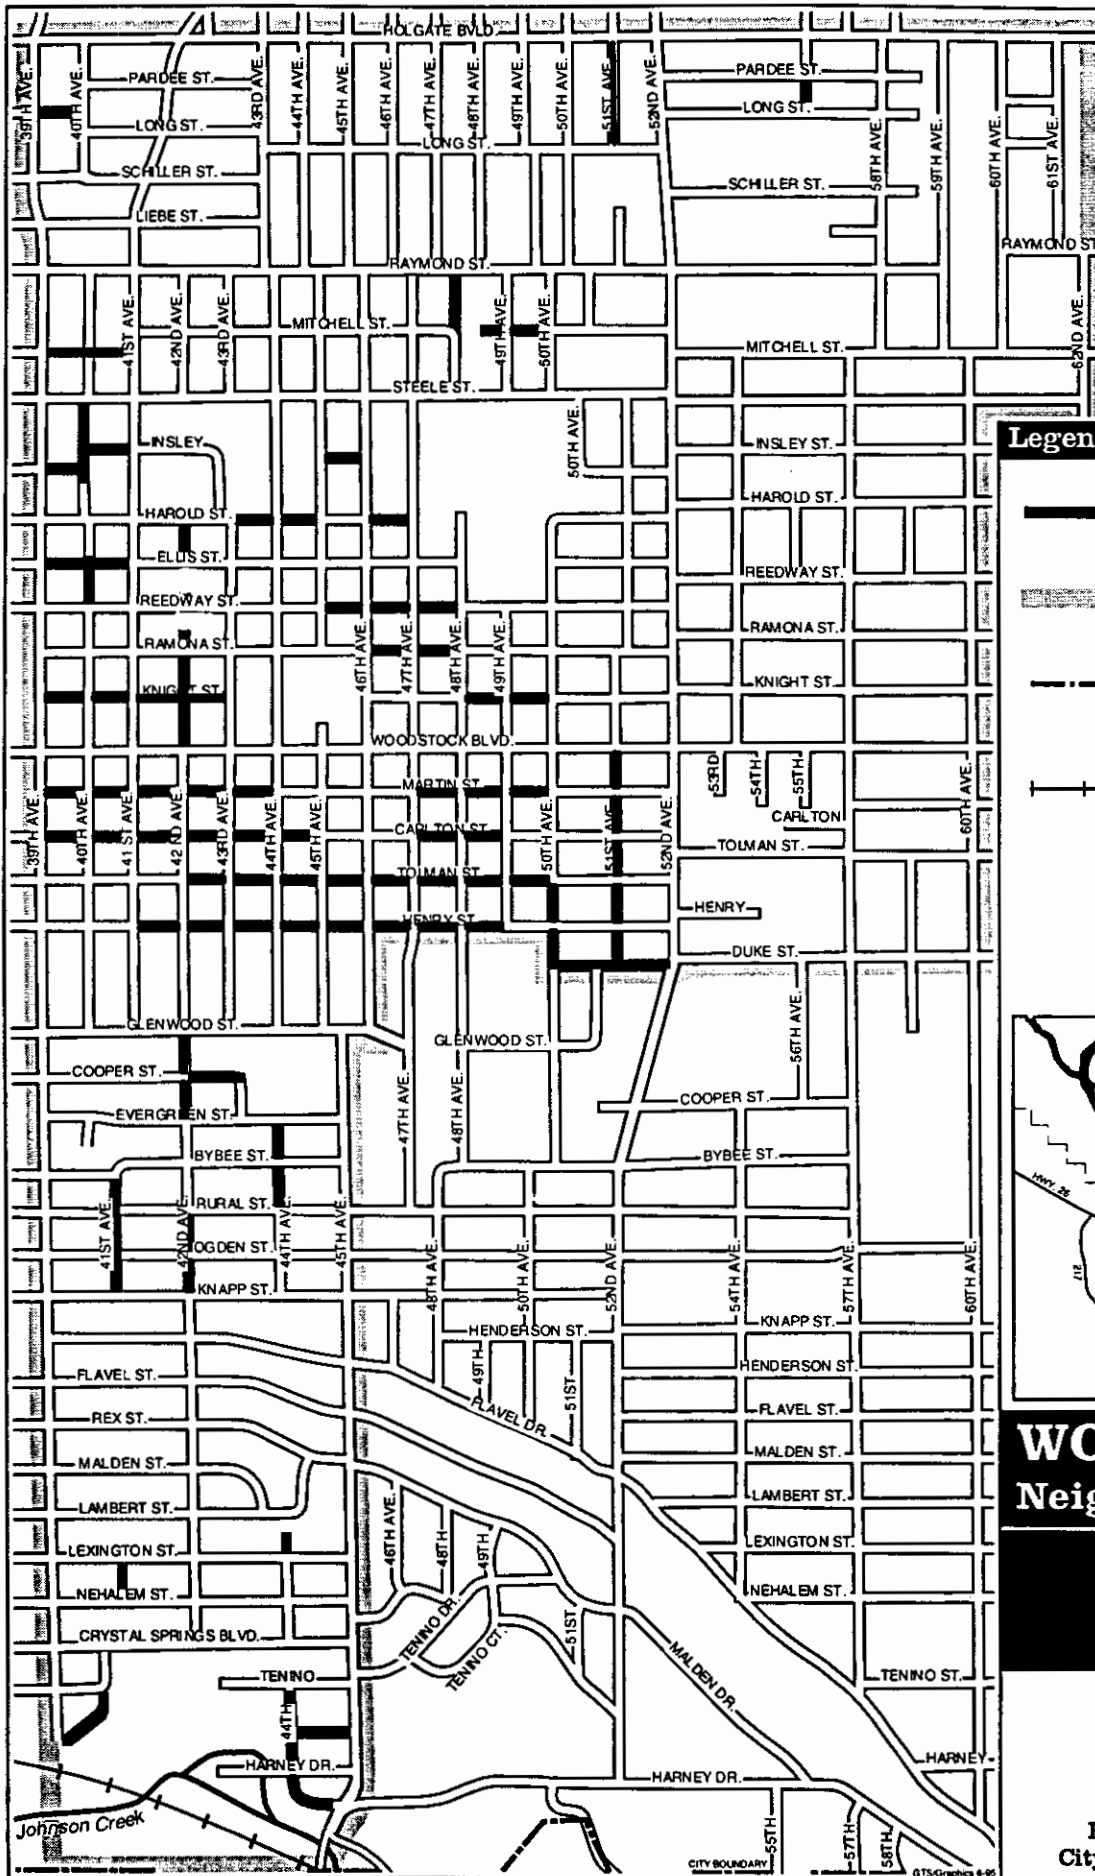 HOLGATE BVLD.
39TH AVE.
40TH AVE.
PARDEE ST.
LONG ST.
SCHILLER ST.
LIEBE ST.
43RD AVE.
44TH AVE.
45TH AVE.
46TH AVE.
47TH AVE.
48TH AVE.
49TH AVE.
50TH AVE.
51ST AVE.
52ND AVE.
LONG ST.
PARDEE ST.
LONG ST.
SCHILLER ST.
58TH AVE.
59TH AVE.
60TH AVE.
61ST AVE.
RAYMOND ST
RAYMOND ST.
41ST AVE.
42ND AVE.
43RD AVE.
MITCHELL ST.
49TH AVE.
50TH AVE.
MITCHELL ST.
62ND AVE.
STEELE ST.
INSLEY
50TH AVE.
INSLEY ST.
Legen
HAROLD ST.
HAROLD ST.
ELLIS ST.
REEDWAY ST.
REEDWAY ST.
RAMONA ST.
RAMONA ST.
46TH AVE.
47TH AVE.
48TH AVE.
49TH AVE.
KNIGHT ST.
KNIGHT ST.
WOODSTOCK BLVD.
MARTIN ST.
53RD
54TH
55TH
39TH AVE.
40TH AVE.
41ST AVE.
42ND AVE.
43RD AVE.
44TH AVE.
45TH AVE.
CARLTON ST.
50TH AVE.
51ST AVE.
52ND AVE.
CARLTON
60TH AVE.
TOLMAN ST.
TOLMAN ST.
HENRY ST.
HENRY
DUKE ST.
GLENWOOD ST.
GLENWOOD ST.
56TH AVE.
COOPER ST.
47TH AVE.
48TH AVE.
COOPER ST.
EVERGREEN ST.
BYBEE ST.
BYBEE ST.
HWY. 26
217
RURAL ST.
41ST AVE.
42ND AVE.
44TH AVE.
45TH AVE.
OGDEN ST.
KNAPP ST.
48TH AVE.
50TH AVE.
52ND AVE.
54TH AVE.
57TH AVE.
60TH AVE.
KNAPP ST.
HENDERSON ST.
HENDERSON ST.
FLAVEL ST.
49TH
51ST
FLAVEL DR.
FLAVEL ST.
REX ST.
MALDEN ST.
MALDEN ST.
WO
Neig
LAMBERT ST.
LAMBERT ST.
LEXINGTON ST.
46TH AVE.
48TH
49TH
LEXINGTON ST.
NEHALEM ST.
NEHALEM ST.
CRYSTAL SPRINGS BLVD.
TENINO DR.
TENINO CT.
51ST
MALDEN DR.
TENINO
TENINO ST.
44TH
HARNEY DR.
HARNEY DR.
HARNEY
Johnson Creek
55TH
57TH
58TH
CITY BOUNDARY
City
GTS/Graphics 6-95